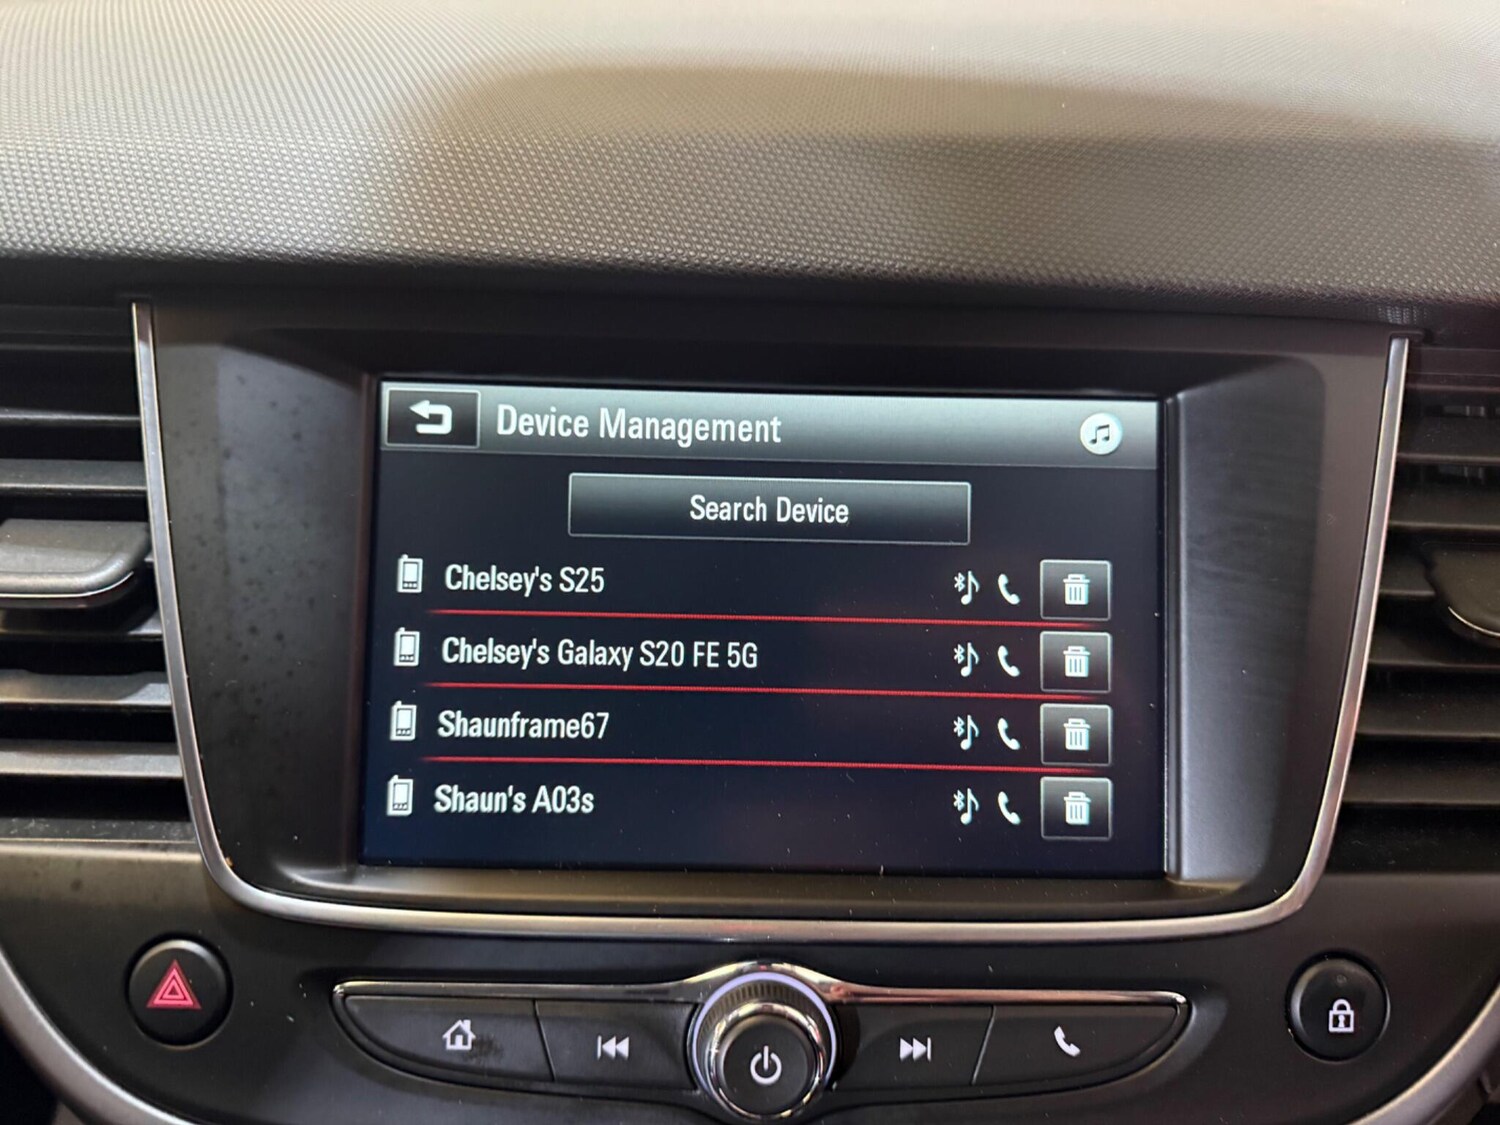 Device Management
Search Device
Chelsey's S25
Chelsey's Galaxy S20 FE 5G
Shaunframe67
Shaun's A03s